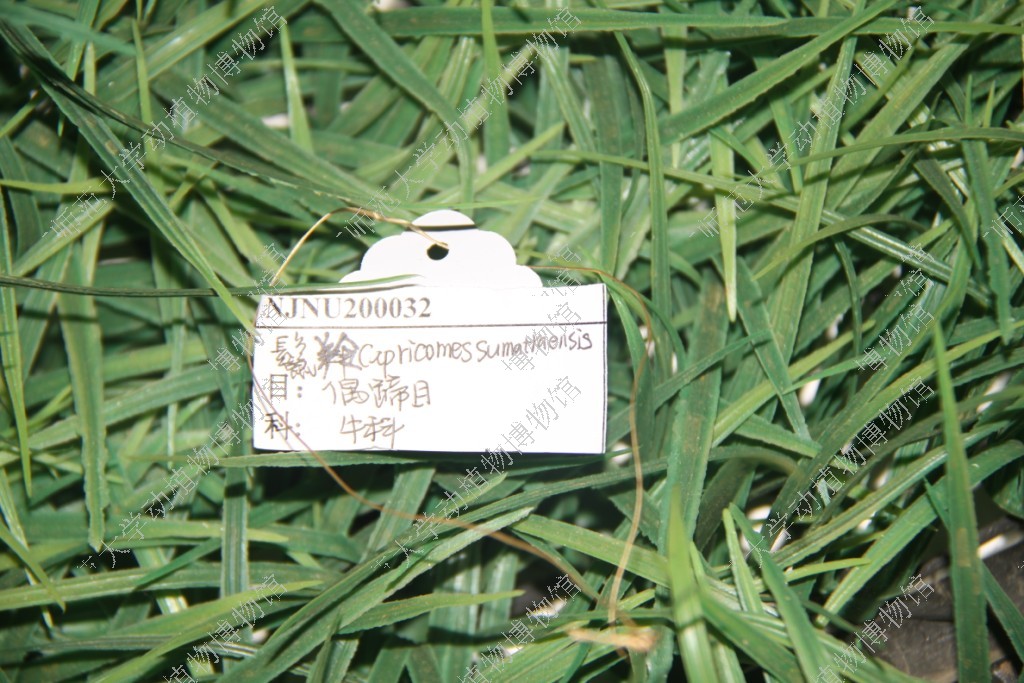 NJNU200032
鬣羚 Capricornes sumatraensis
目: 偶蹄目
科: 牛科